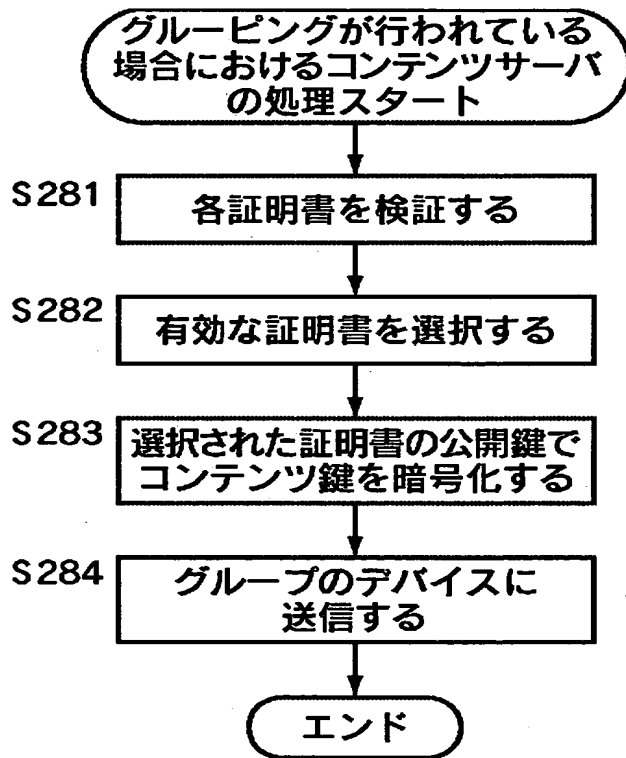 グルーピングが行われている
場合におけるコンテンツサーバ
の処理スタート
S281
各証明書を検証する
S282
有効な証明書を選択する
S283
選択された証明書の公開鍵で
コンテンツ鍵を暗号化する
S284
グループのデバイスに
送信する
エンド